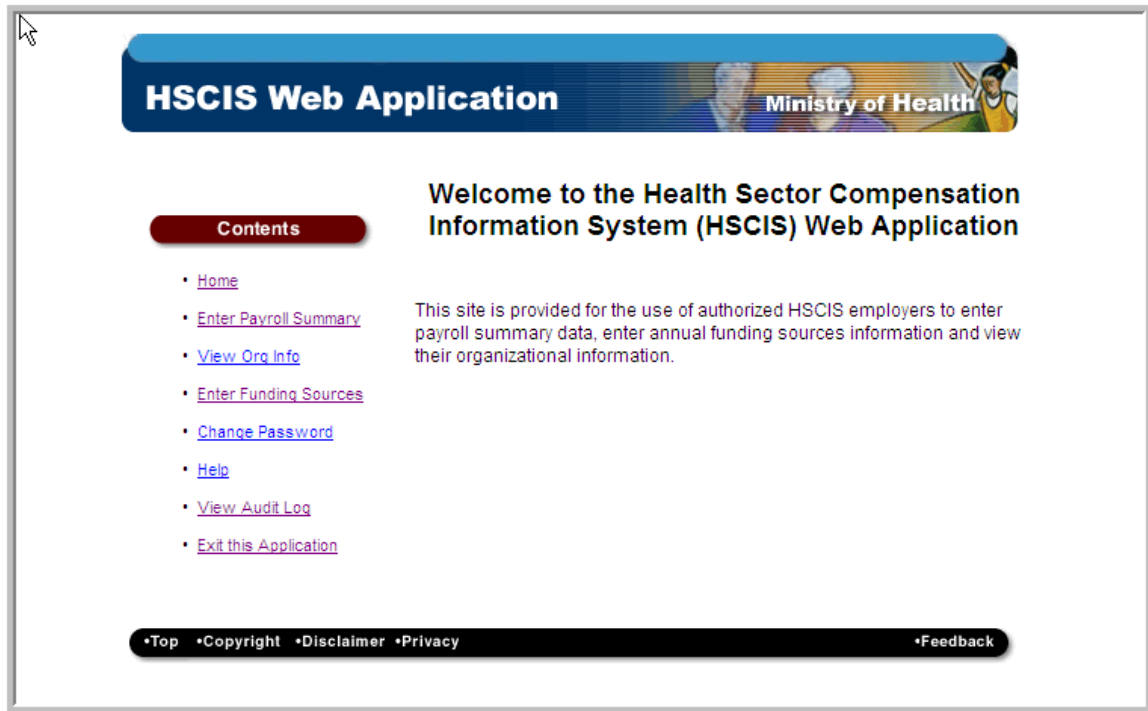 HSCIS Web Application
Ministry of Health
Welcome to the Health Sector Compensation
Information System (HSCIS) Web Application
Contents
• Home
• Enter Payroll Summary
• View Org Info
• Enter Funding Sources
• Change Password
• Help
• View Audit Log
• Exit this Application
This site is provided for the use of authorized HSCIS employers to enter
payroll summary data, enter annual funding sources information and view
their organizational information.
•Top •Copyright •Disclaimer •Privacy •Feedback